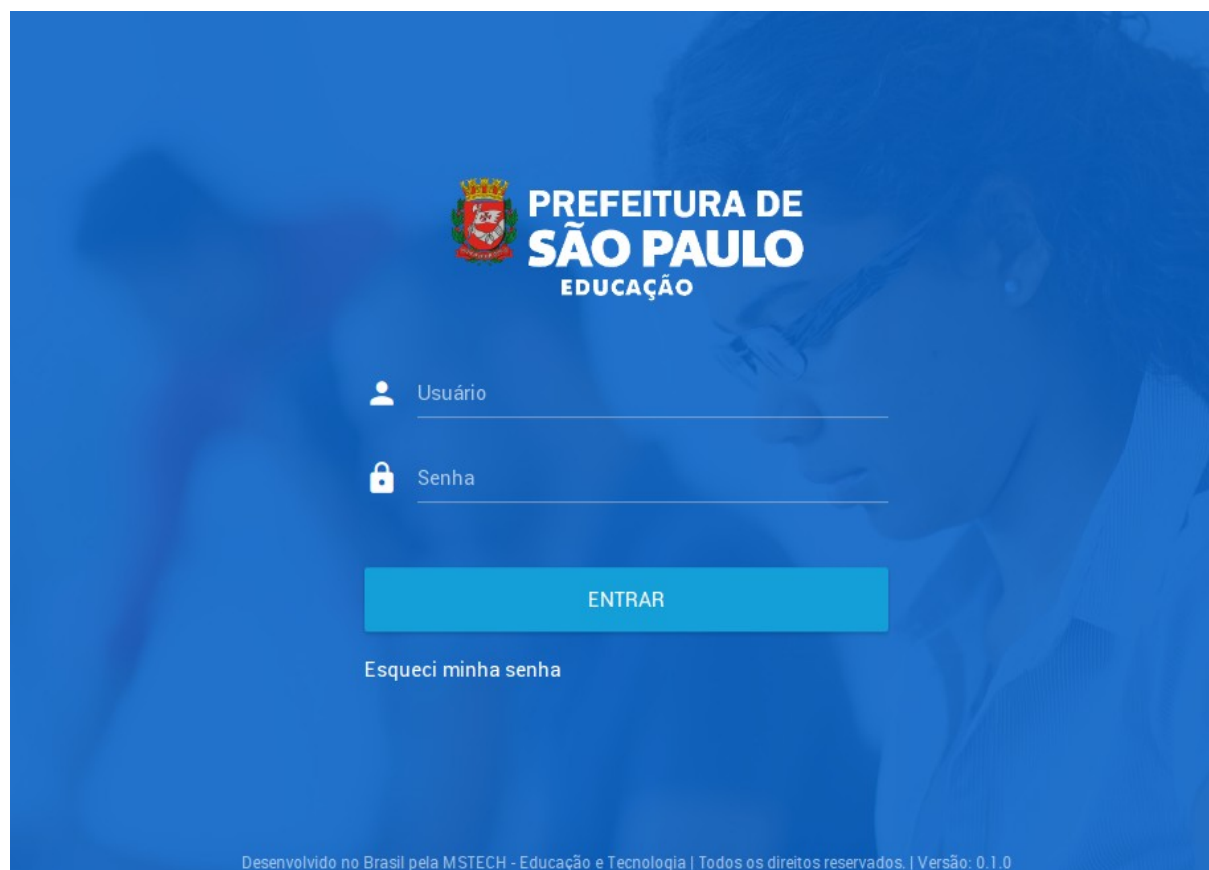 PREFEITURA DE
SÃO PAULO
EDUCAÇÃO
Usuário
Senha
ENTRAR
Esqueci minha senha
Desenvolvido no Brasil pela MSTECH - Educação e Tecnologia | Todos os direitos reservados. | Versão: 0.1.0